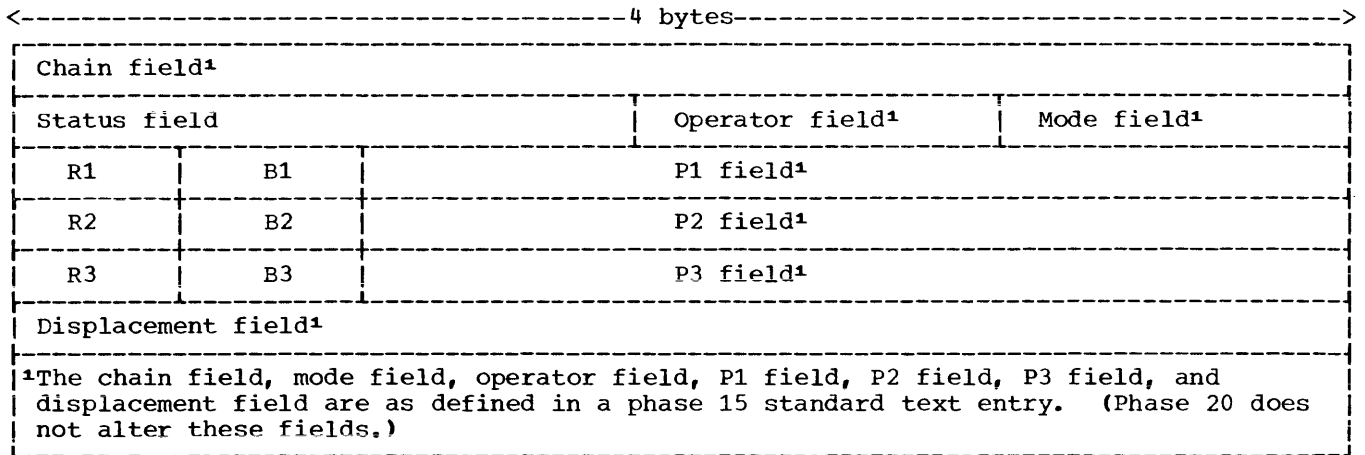 4 bytes
Chain field¹
Status field Operator field¹ Mode field¹
R1 B1 P1 field¹
R2 B2 P2 field¹
R3 B3 P3 field¹
Displacement field¹
¹The chain field, mode field, operator field, P1 field, P2 field, P3 field, and
displacement field are as defined in a phase 15 standard text entry. (Phase 20 does
not alter these fields.)